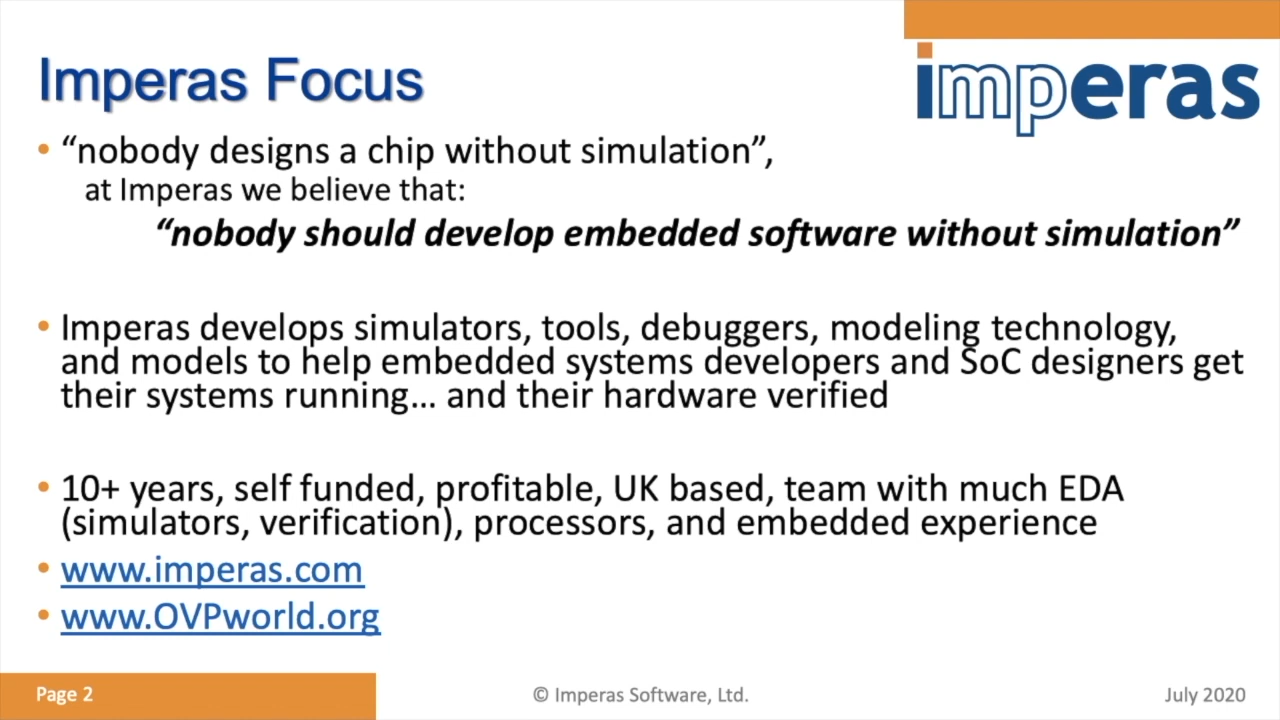 imperas
Imperas Focus
• “nobody designs a chip without simulation”,
at Imperas we believe that:
“nobody should develop embedded software without simulation”
• Imperas develops simulators, tools, debuggers, modeling technology,
and models to help embedded systems developers and SoC designers get
their systems running… and their hardware verified
• 10+ years, self funded, profitable, UK based, team with much EDA
(simulators, verification), processors, and embedded experience
• www.imperas.com
• www.OVPworld.org
Page 2
© Imperas Software, Ltd.
July 2020